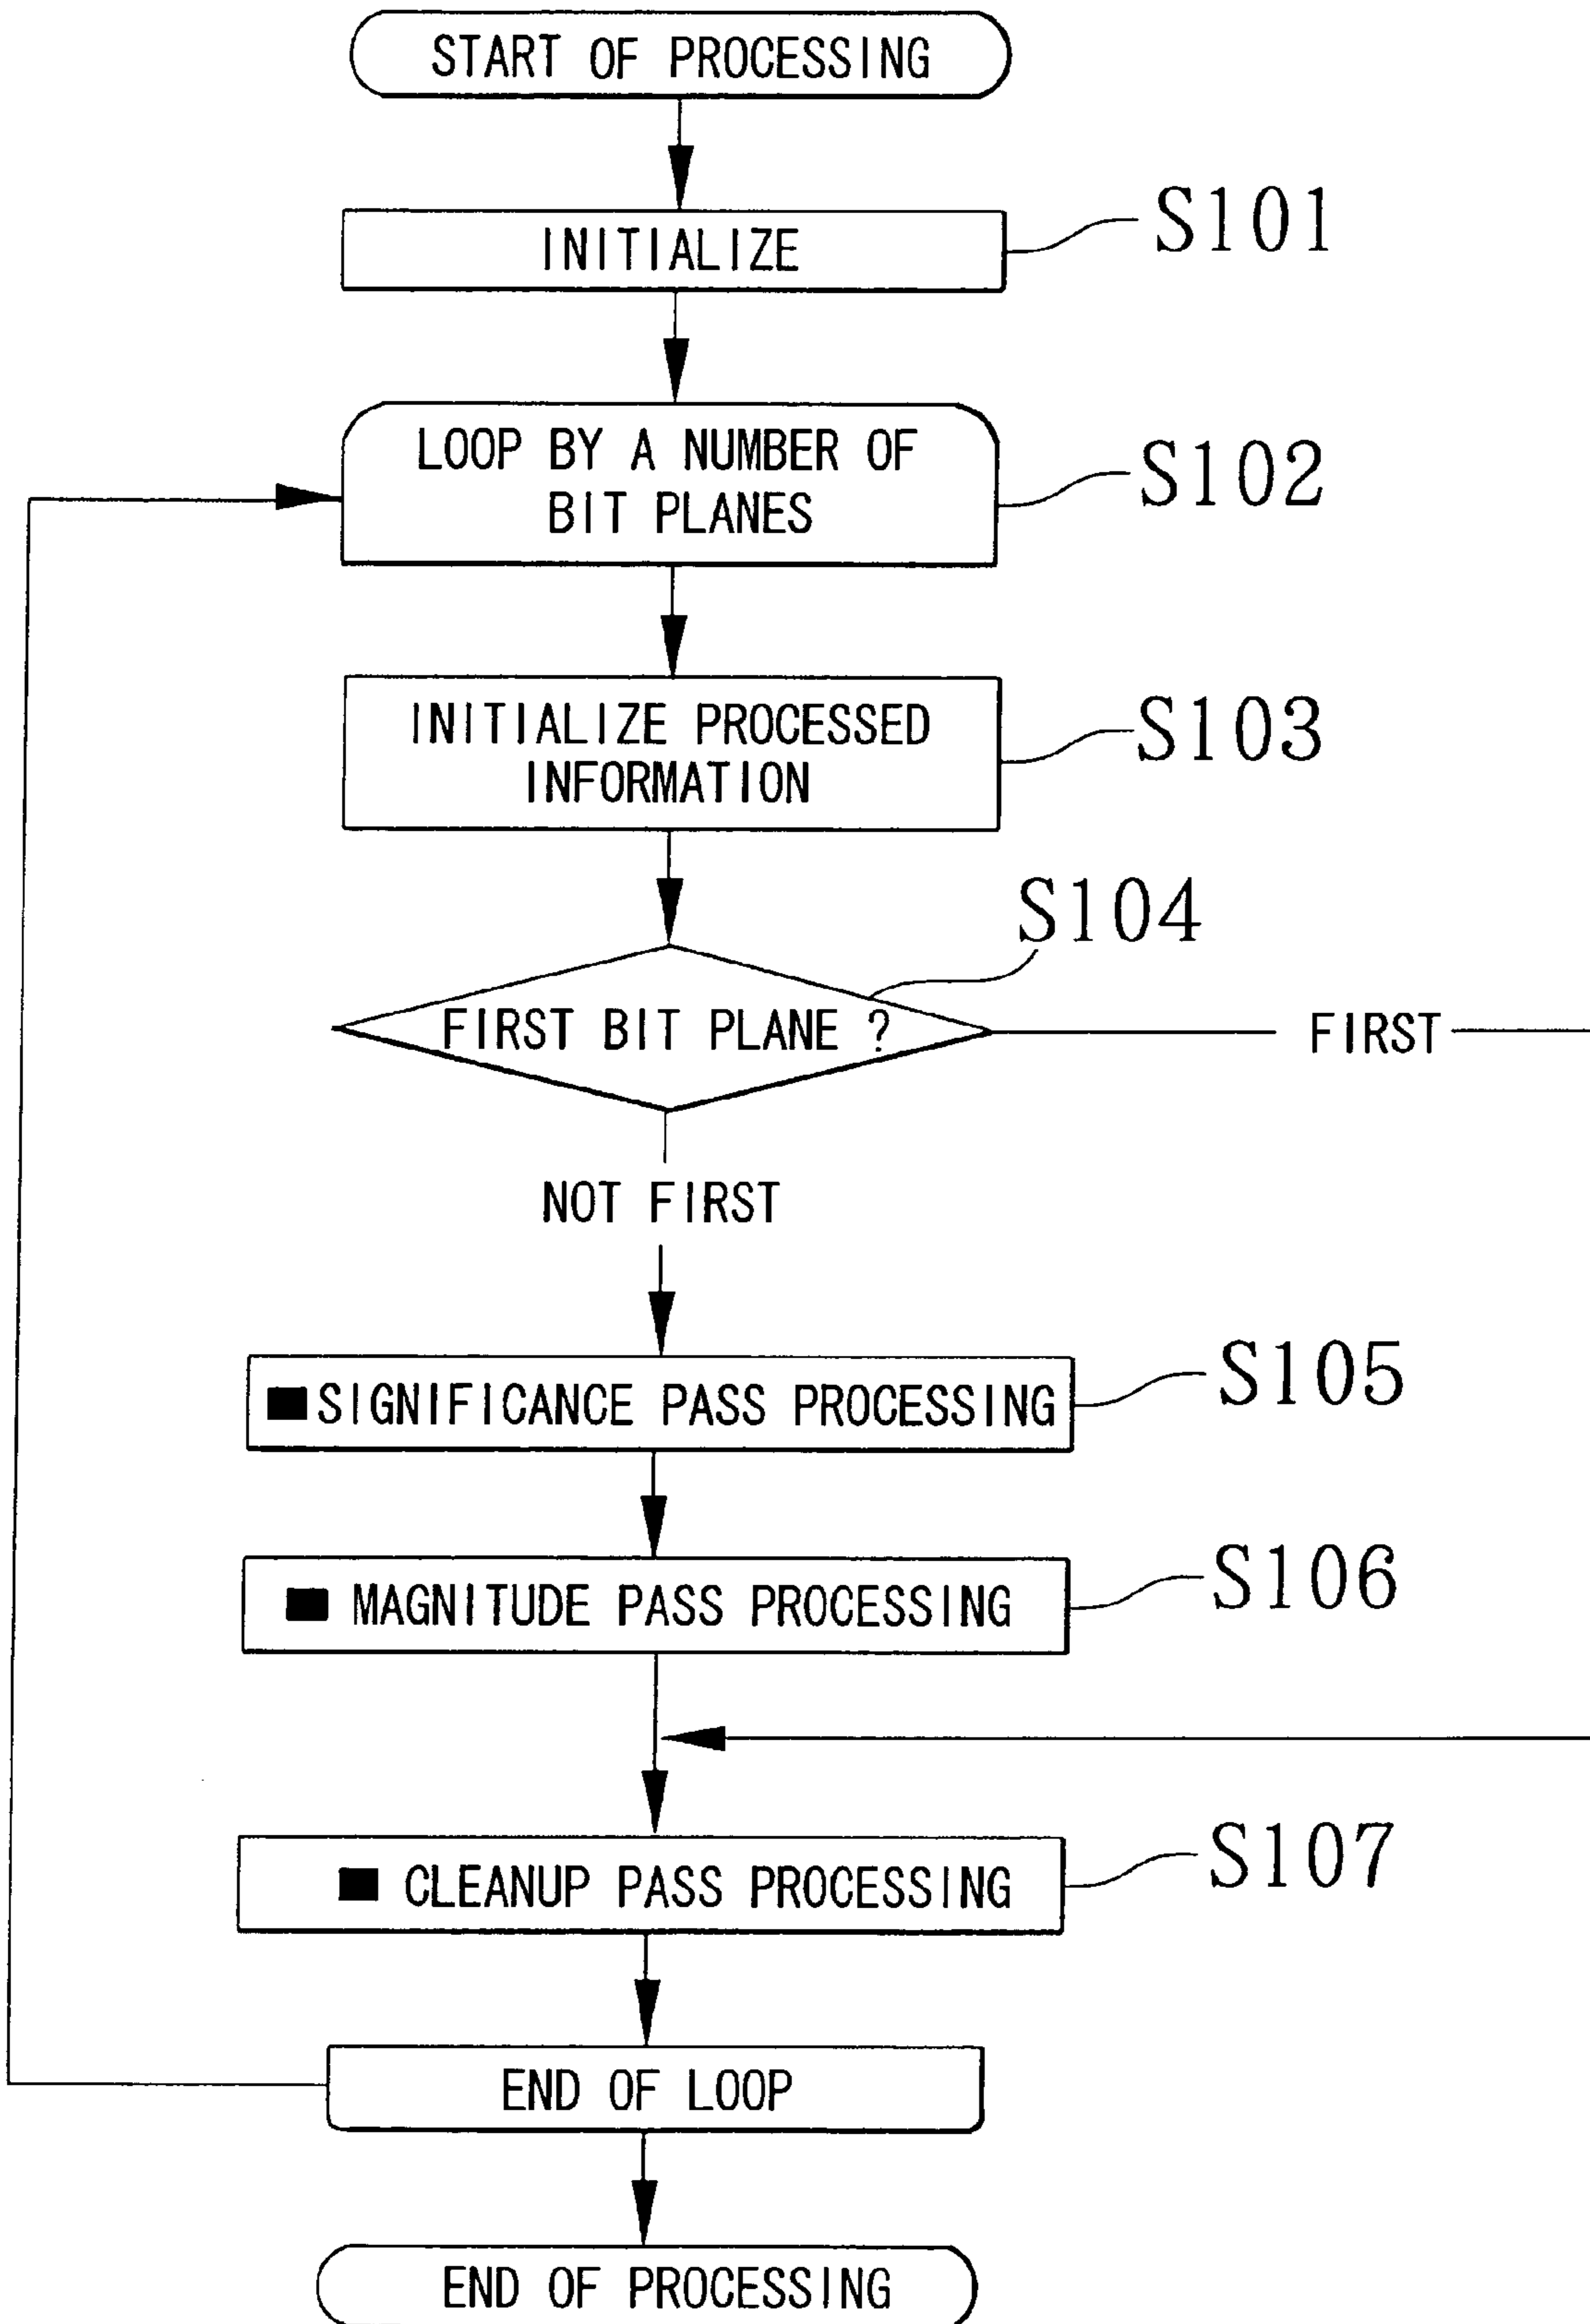 START OF PROCESSING
INITIALIZE
S101
LOOP BY A NUMBER OF
BIT PLANES
S102
INITIALIZE PROCESSED
INFORMATION
S103
S104
FIRST BIT PLANE ?
FIRST
NOT FIRST
■SIGNIFICANCE PASS PROCESSING
S105
■ MAGNITUDE PASS PROCESSING
S106
■ CLEANUP PASS PROCESSING
S107
END OF LOOP
END OF PROCESSING